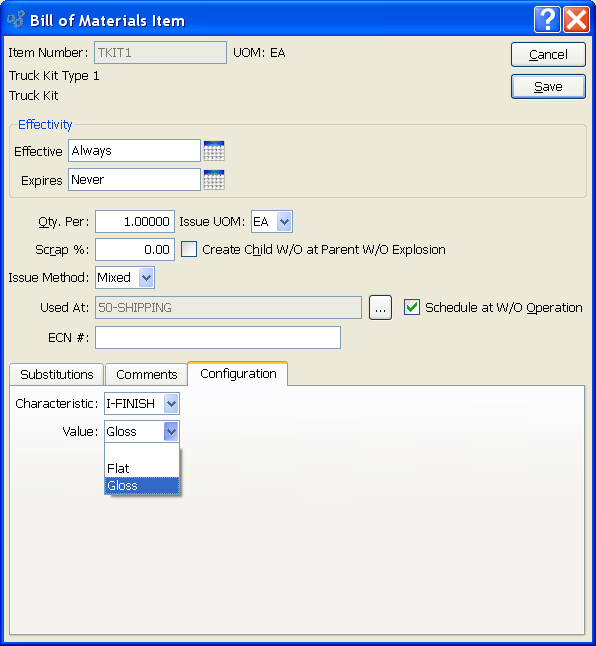 Bill of Materials Item
Item Number: TKIT1 UOM: EA Cancel
Truck Kit Type 1
Truck Kit Save
Effectivity
Effective Always
Expires Never
Qty. Per: 1.00000 Issue UOM: EA
Scrap %: 0.00 Create Child W/O at Parent W/O Explosion
Issue Method: Mixed
Used At: 50-SHIPPING ... Schedule at W/O Operation
ECN #:
Substitutions Comments Configuration
Characteristic: I-FINISH
Value: Gloss
Flat
Gloss